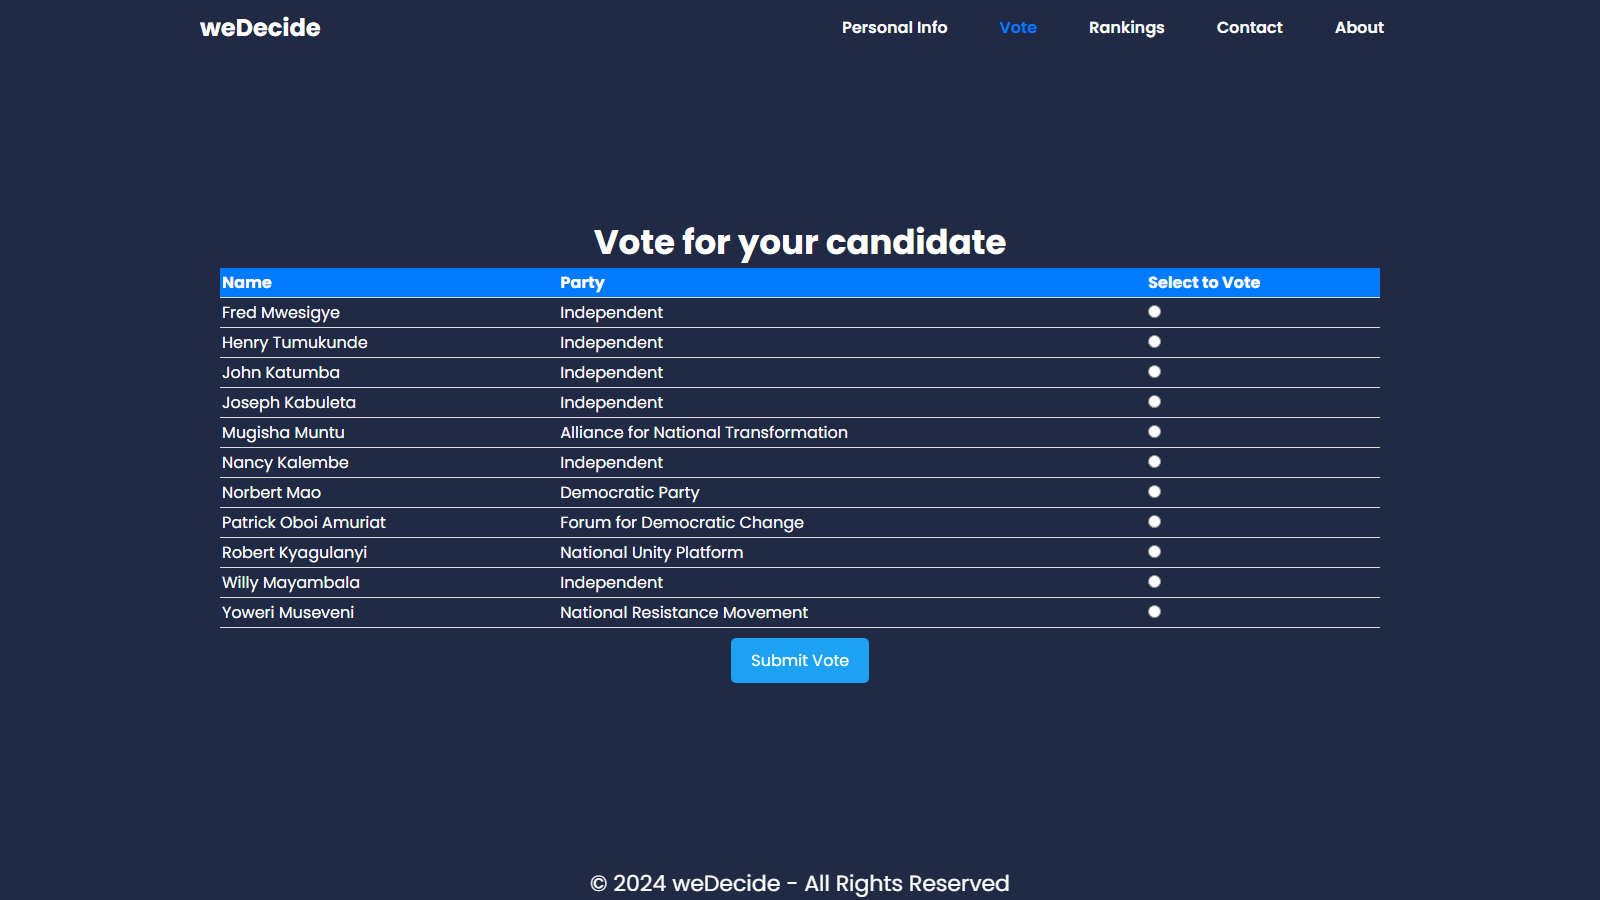 weDecide Personal Info Vote Rankings Contact About
Vote for your candidate
Name Party Select to Vote
Fred Mwesigye Independent
Henry Tumukunde Independent
John Katumba Independent
Joseph Kabuleta Independent
Mugisha Muntu Alliance for National Transformation
Nancy Kalembe Independent
Norbert Mao Democratic Party
Patrick Oboi Amuriat Forum for Democratic Change
Robert Kyagulanyi National Unity Platform
Willy Mayambala Independent
Yoweri Museveni National Resistance Movement
Submit Vote
© 2024 weDecide - All Rights Reserved